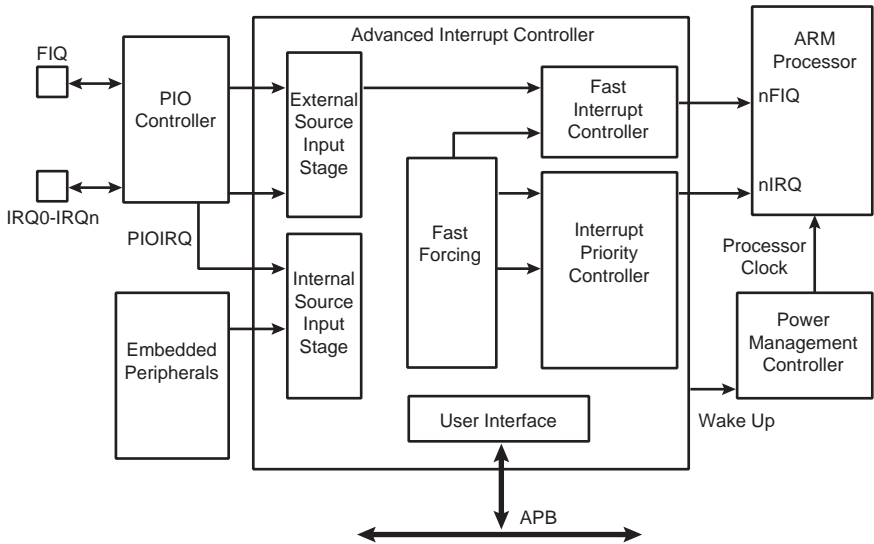 Advanced Interrupt Controller
FIQ
PIO
Controller
IRQ0-IRQn
PIOIRQ
Embedded
Peripherals
External
Source
Input
Stage
Internal
Source
Input
Stage
Fast
Forcing
Fast
Interrupt
Controller
Interrupt
Priority
Controller
User Interface
APB
ARM
Processor
nFIQ
nIRQ
Processor
Clock
Power
Management
Controller
Wake Up